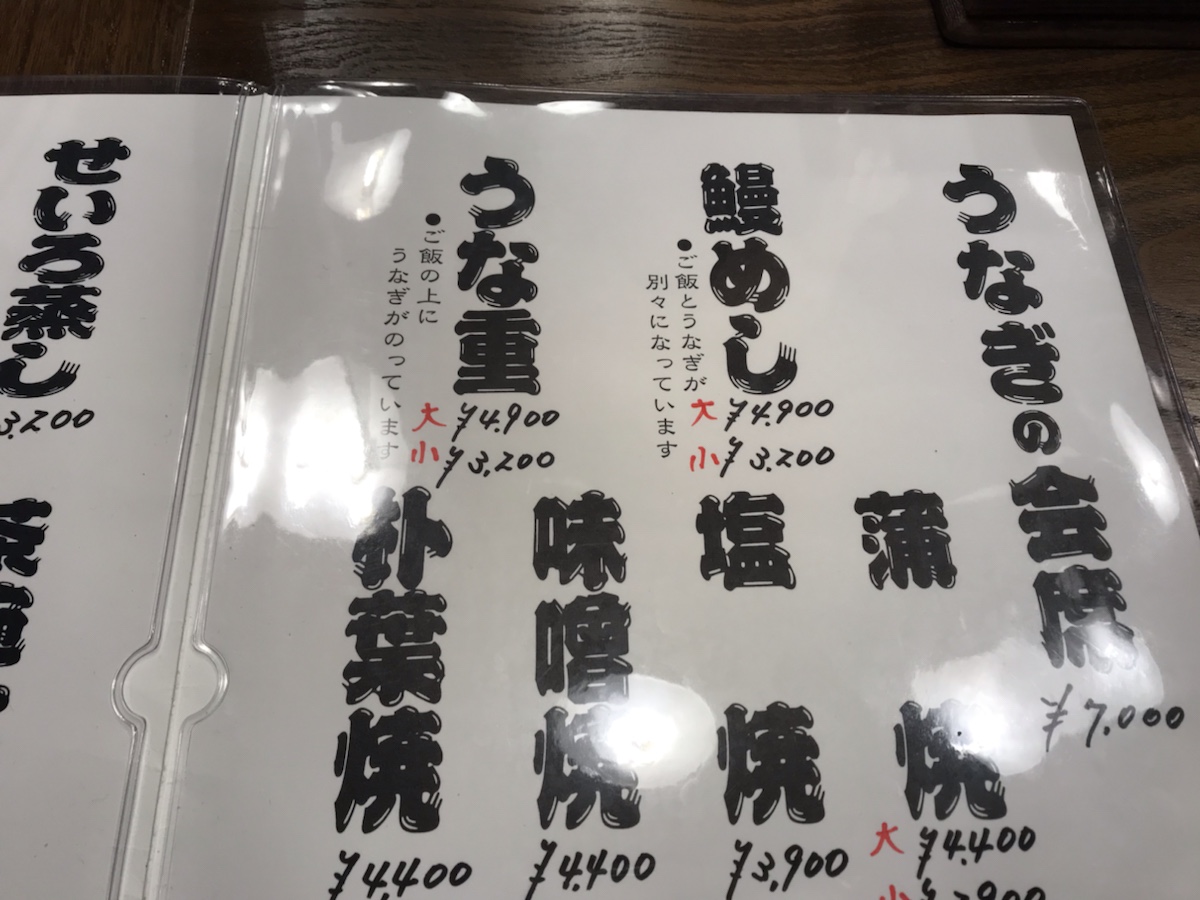 うなぎの会席
¥7,000
鰻めし
●ご飯とうなぎが
別々になっています
大 ¥4,900
小 ¥3,200
うな重
●ご飯の上に
うなぎがのっています
大 ¥4,900
小 ¥3,200
蒲焼
大 ¥4,400
小
塩焼
¥3,900
味噌焼
¥4,400
朴葉焼
¥4,400
せいろ蒸し
3,200